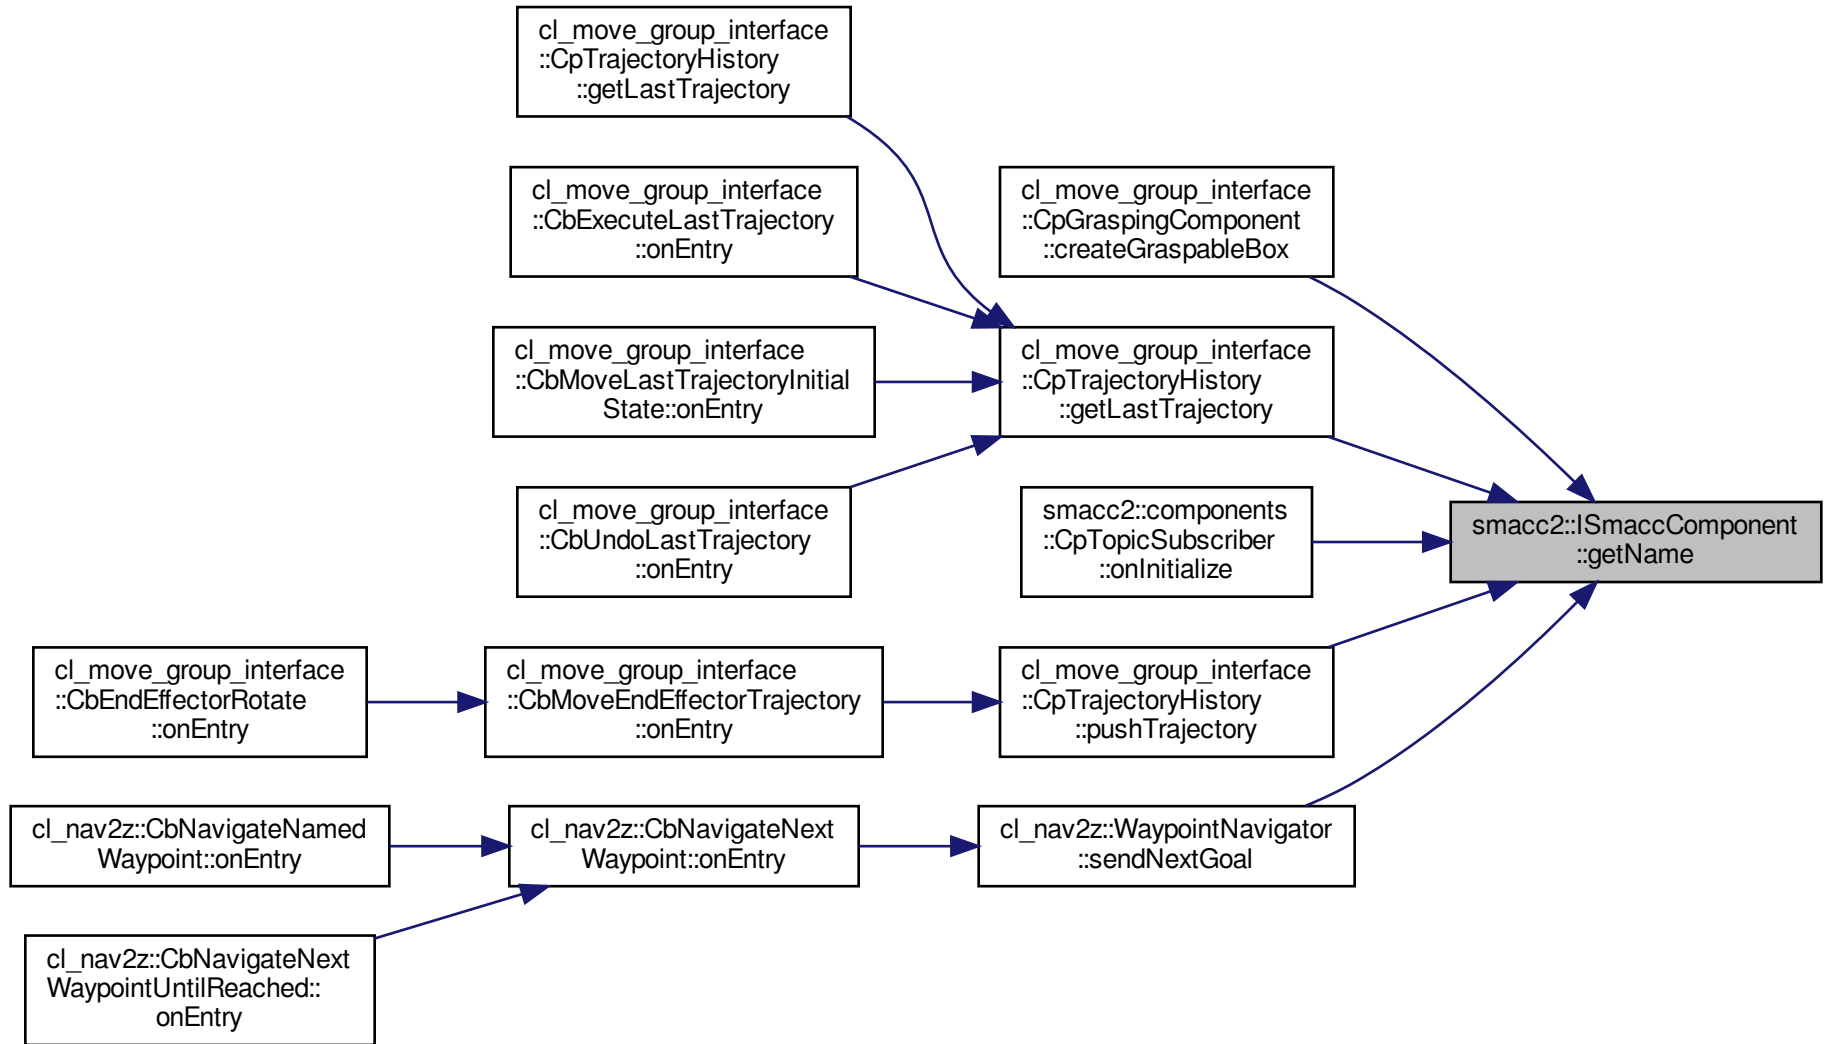 cl_move_group_interface
::CpTrajectoryHistory
::getLastTrajectory
cl_move_group_interface
::CbExecuteLastTrajectory
::onEntry
cl_move_group_interface
::CpGraspingComponent
::createGraspableBox
cl_move_group_interface
::CbMoveLastTrajectoryInitial
State::onEntry
cl_move_group_interface
::CpTrajectoryHistory
::getLastTrajectory
cl_move_group_interface
::CbUndoLastTrajectory
::onEntry
smacc2::components
::CpTopicSubscriber
::onInitialize
smacc2::ISmaccComponent
::getName
cl_move_group_interface
::CbEndEffectorRotate
::onEntry
cl_move_group_interface
::CbMoveEndEffectorTrajectory
::onEntry
cl_move_group_interface
::CpTrajectoryHistory
::pushTrajectory
cl_nav2z::CbNavigateNamed
Waypoint::onEntry
cl_nav2z::CbNavigateNext
Waypoint::onEntry
cl_nav2z::WaypointNavigator
::sendNextGoal
cl_nav2z::CbNavigateNext
WaypointUntilReached::
onEntry